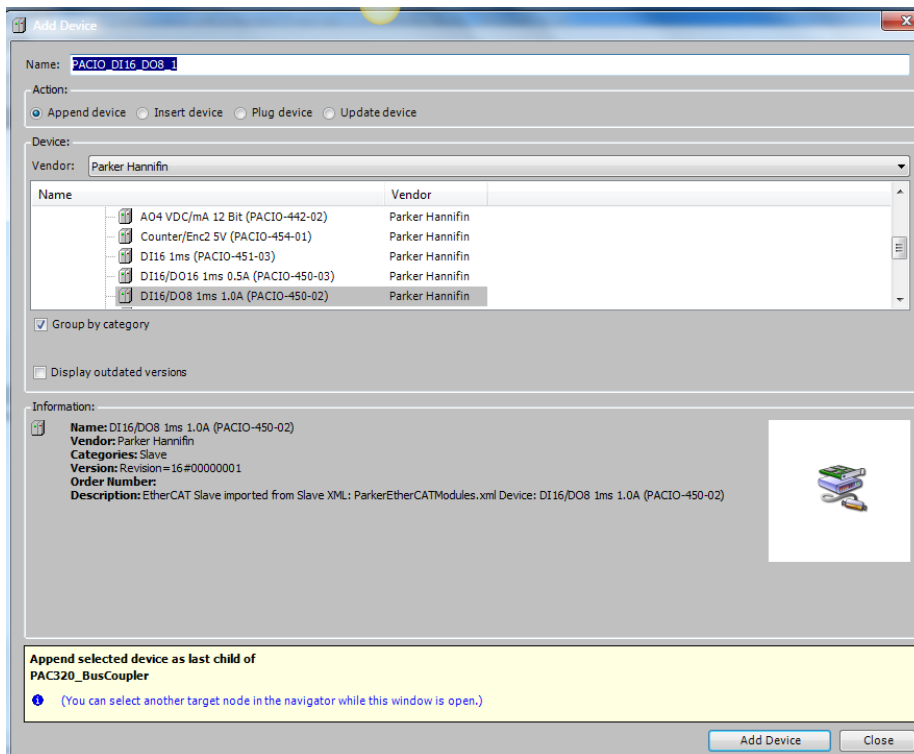 Add Device
Name: PACIO_DI16_DO8_1
Action:
Append device Insert device Plug device Update device
Device:
Vendor: Parker Hannifin
Name Vendor
AO4 VDC/mA 12 Bit (PACIO-442-02) Parker Hannifin
Counter/Enc2 5V (PACIO-454-01) Parker Hannifin
DI16 1ms (PACIO-451-03) Parker Hannifin
DI16/DO16 1ms 0.5A (PACIO-450-03) Parker Hannifin
DI16/DO8 1ms 1.0A (PACIO-450-02) Parker Hannifin
Group by category
Display outdated versions
Information:
Name: DI16/DO8 1ms 1.0A (PACIO-450-02)
Vendor: Parker Hannifin
Categories: Slave
Version: Revision=16#00000001
Order Number:
Description: EtherCAT Slave imported from Slave XML: ParkerEtherCATModules.xml Device: DI16/DO8 1ms 1.0A (PACIO-450-02)
Append selected device as last child of
PAC320_BusCoupler
(You can select another target node in the navigator while this window is open.)
Add Device Close